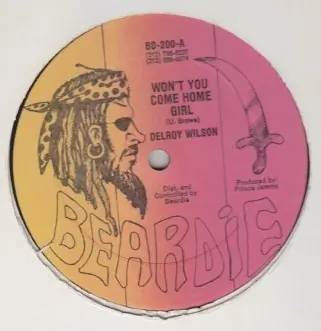 BD-200-A
WON'T YOU
COME HOME
GIRL
(U. Brown)
DELROY WILSON
Dist. and
Controlled by
Beardie
Produced by
Prince Jammy
BEARDiE